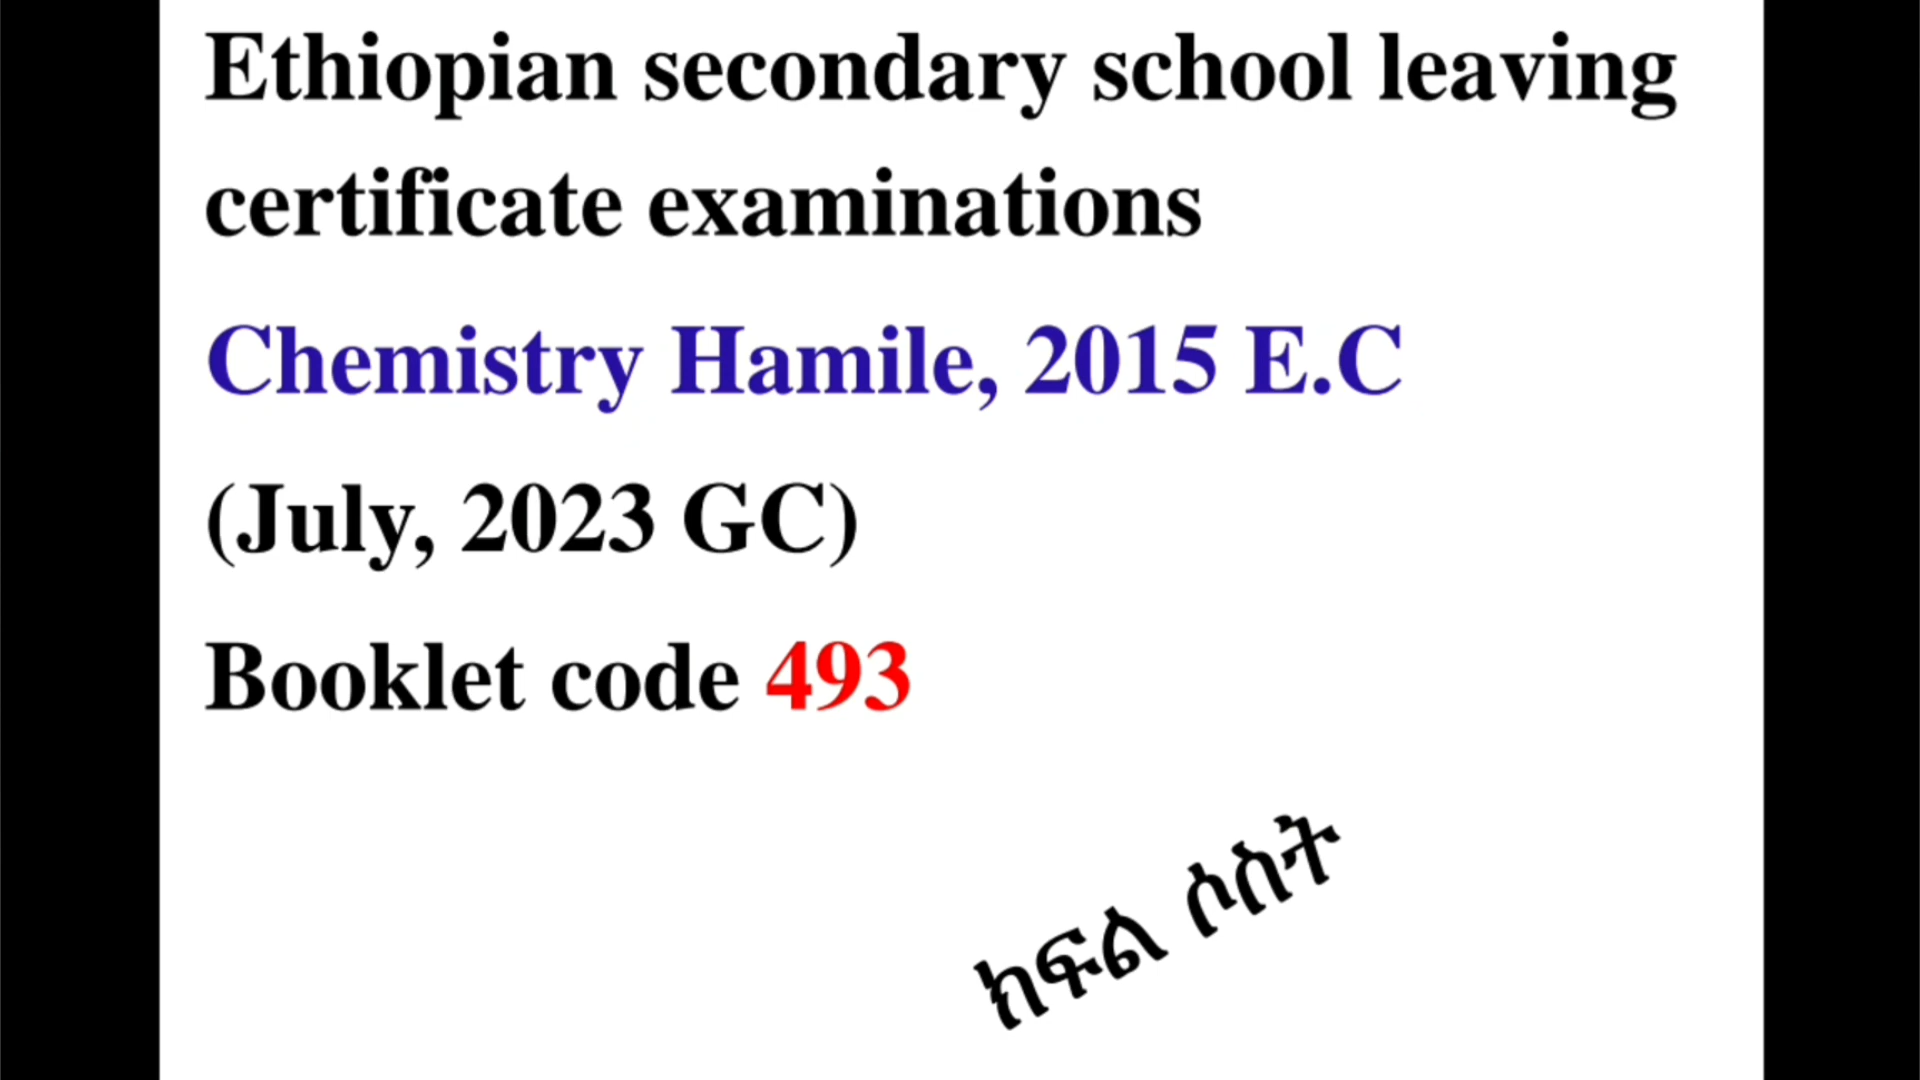 Ethiopian secondary school leaving
certificate examinations
Chemistry Hamile, 2015 E.C
(July, 2023 GC)
Booklet code 493
ክፍል ሶስት